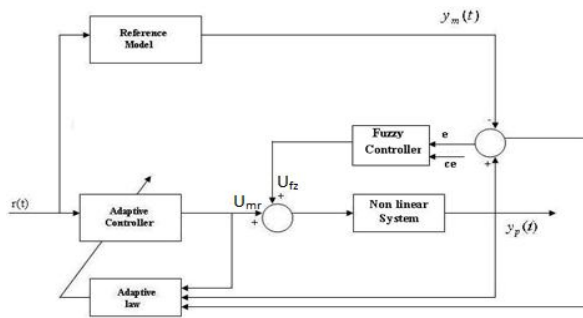 Reference
Model
y_m(t)
Fuzzy
Controller
e
ce
-
+
U_fz
+
U_mr
+
r(t)
Adaptive
Controller
Non linear
System
y_p(t)
Adaptive
law